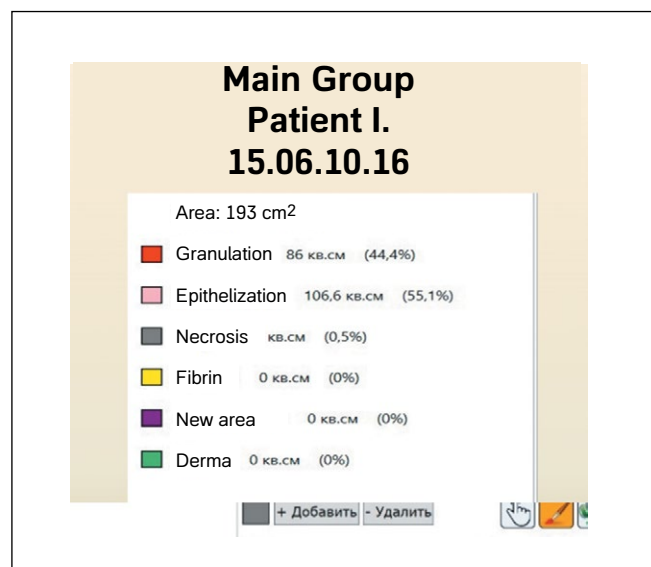 Main Group
Patient I.
15.06.10.16
Area: 193 cm2
Granulation 86 кв.см (44,4%)
Epithelization 106,6 кв.см (55,1%)
Necrosis кв.см (0,5%)
Fibrin 0 кв.см (0%)
New area 0 кв.см (0%)
Derma 0 кв.см (0%)
+ Добавить - Удалить